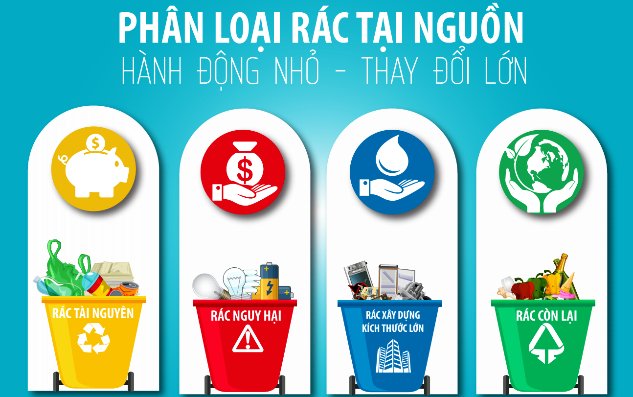 PHÂN LOẠI RÁC TẠI NGUỒN
HÀNH ĐỘNG NHỎ - THAY ĐỔI LỚN
$
$
RÁC TÀI NGUYÊN
RÁC NGUY HẠI
RÁC XÂY DỰNG
KÍCH THƯỚC LỚN
RÁC CÒN LẠI